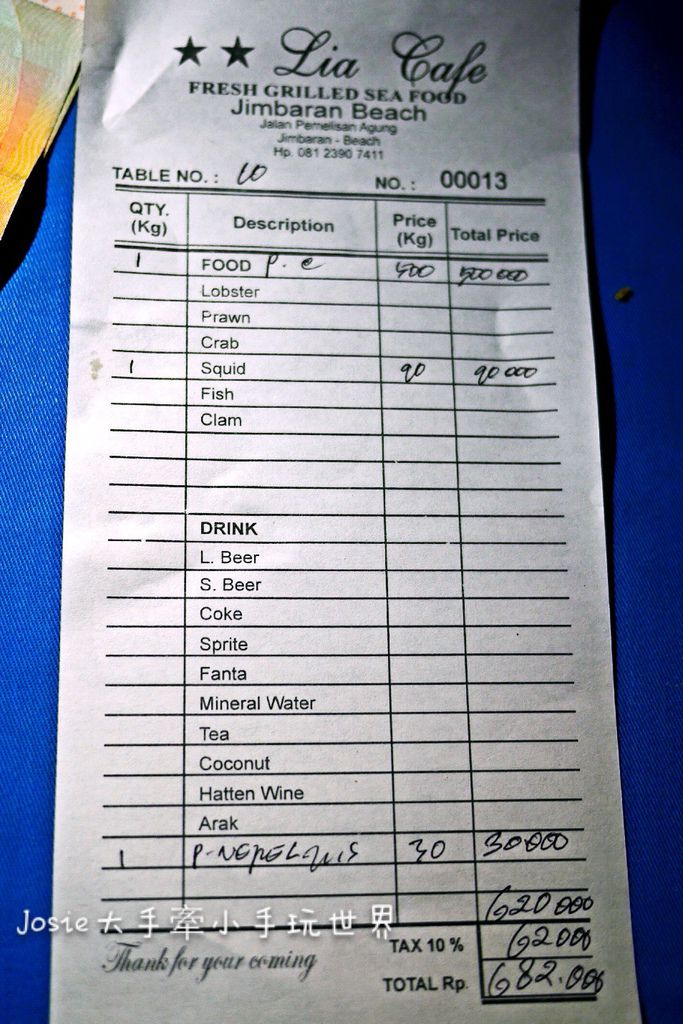 ★ ★ Lia Cafe
FRESH GRILLED SEA FOOD
Jimbaran Beach
Jalan Pemelisan Agung
Jimbaran - Beach
Hp. 081 2390 7411
TABLE NO. : 10 NO. : 00013
QTY. (Kg) Description Price (Kg) Total Price
1 FOOD P. C 500 500 000
Lobster
Prawn
Crab
1 Squid 90 90 000
Fish
Clam
DRINK
L. Beer
S. Beer
Coke
Sprite
Fanta
Mineral Water
Tea
Coconut
Hatten Wine
Arak
1 30 30000
620 000
TAX 10 % 62000
Thank for your coming
TOTAL Rp. 682.000
Josie大手牽小手玩世界